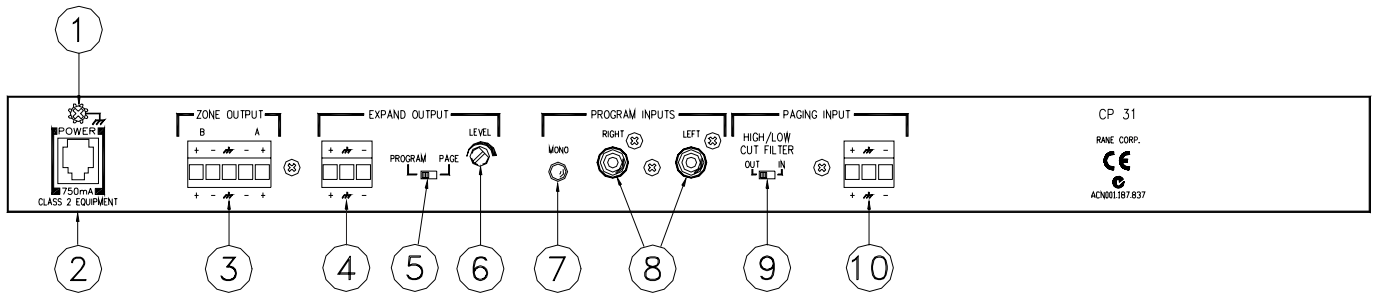 1
ZONE OUTPUT
EXPAND OUTPUT
PROGRAM INPUTS
PAGING INPUT
CP 31
POWER
B A
LEVEL
RIGHT
LEFT
HIGH/LOW
CUT FILTER
RANE CORP.
+ - - +
+ -
PROGRAM PAGE
MONO
OUT IN
+ -
CE
750mA
CLASS 2 EQUIPMENT
+ - - +
+ -
+ -
ACN001.187.837
2
3
4
5
6
7
8
9
10